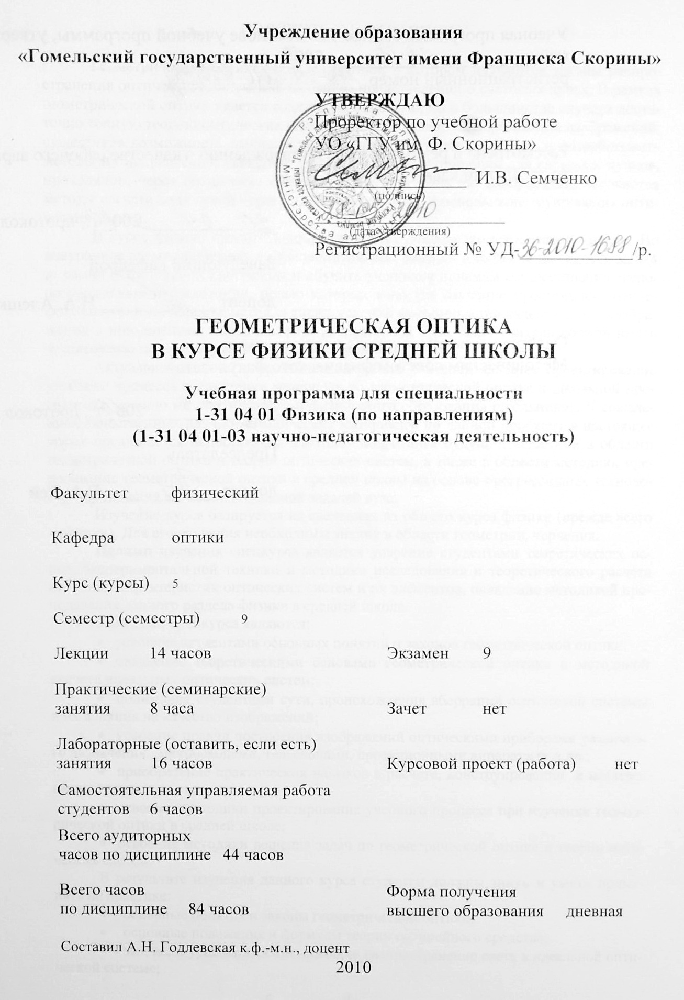 Учреждение образования
«Гомельский государственный университет имени Франциска Скорины»
УТВЕРЖДАЮ
Проректор по учебной работе
УО «ГГУ им. Ф. Скорины»
И.В. Семченко
(подпись)
2010
(дата утверждения)
Регистрационный № УД-36-2010-1688/р.
ГЕОМЕТРИЧЕСКАЯ ОПТИКА
В КУРСЕ ФИЗИКИ СРЕДНЕЙ ШКОЛЫ
Учебная программа для специальности
1-31 04 01 Физика (по направлениям)
(1-31 04 01-03 научно-педагогическая деятельность)
Факультет физический
Кафедра оптики
Курс (курсы) 5
Семестр (семестры) 9
Лекции 14 часов Экзамен 9
Практические (семинарские)
занятия 8 часа Зачет нет
Лабораторные (оставить, если есть)
занятия 16 часов Курсовой проект (работа) нет
Самостоятельная управляемая работа
студентов 6 часов
Всего аудиторных
часов по дисциплине 44 часов
Всего часов Форма получения
по дисциплине 84 часов высшего образования дневная
Составил А.Н. Годлевская к.ф.-м.н., доцент
2010